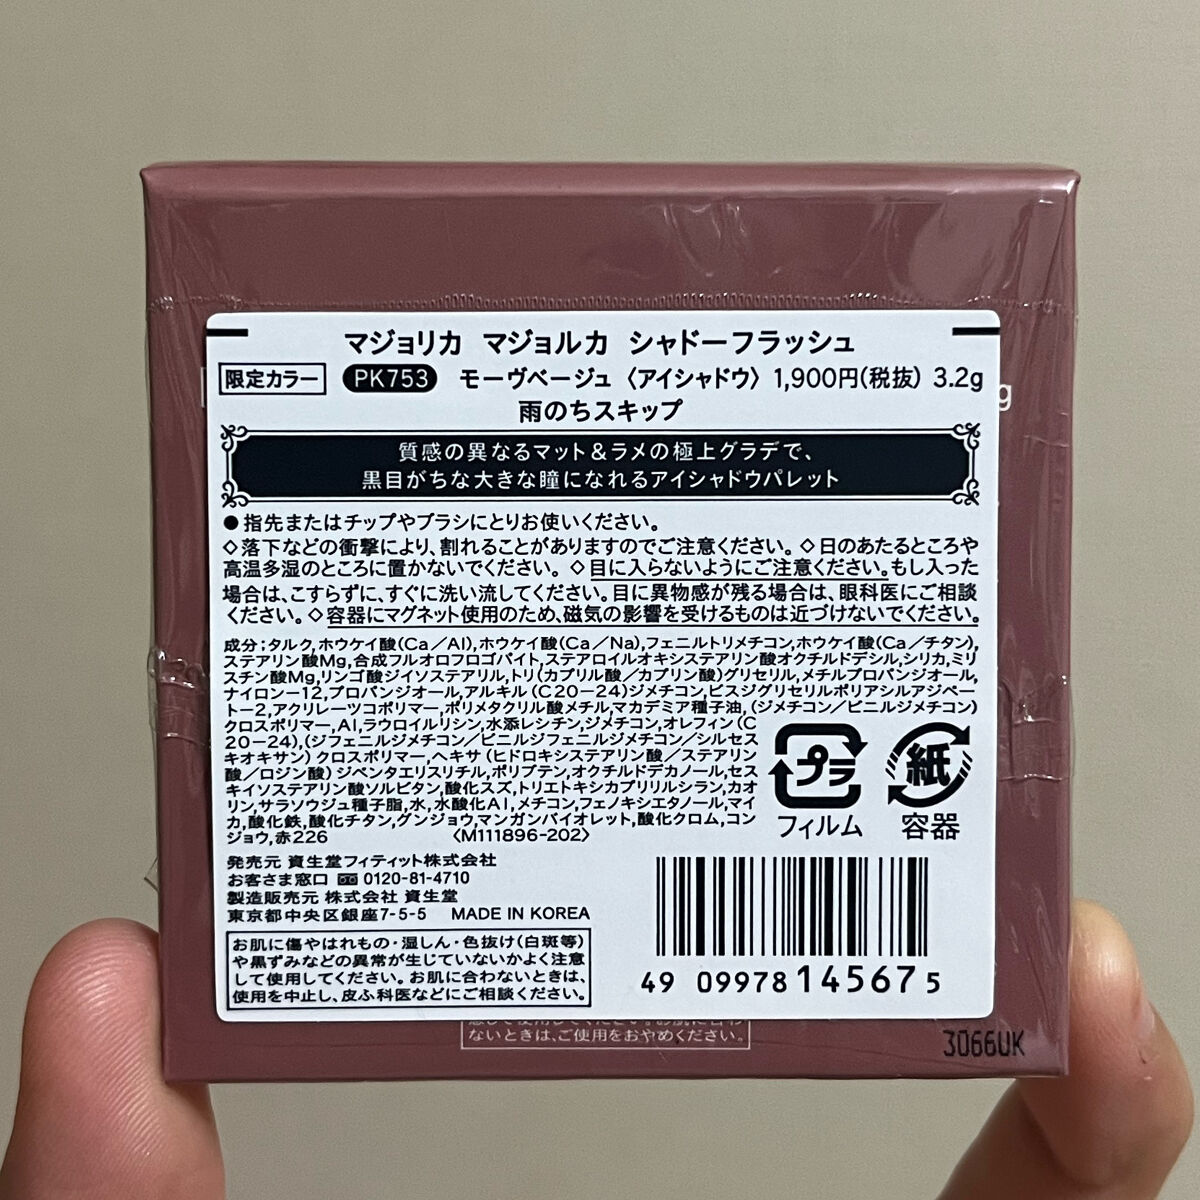 マジョリカ マジョルカ シャドーフラッシュ
限定カラー PK753 モーヴベージュ〈アイシャドウ〉1,900円(税抜) 3.2g
雨のちスキップ
質感の異なるマット&ラメの極上グラデで、
黒目がちな大きな瞳になれるアイシャドウパレット
●指先またはチップやブラシにとりお使いください。
◇落下などの衝撃により、割れることがありますのでご注意ください。◇日のあたるところや
高温多湿のところに置かないでください。◇目に入らないようにご注意ください。もし入った
場合は、こすらずに、すぐに洗い流してください。目に異物感が残る場合は、眼科医にご相談
ください。◇容器にマグネット使用のため、磁気の影響を受けるものは近づけないでください。
成分：タルク,ホウケイ酸(Ca／Al),ホウケイ酸(Ca／Na),フェニルトリメチコン,ホウケイ酸(Ca／チタン),
ステアリン酸Mg,合成フルオロフロゴパイト,ステアロイルオキシステアリン酸オクチルドデシル,シリカ,ミリ
スチン酸Mg,リンゴ酸ジイソステアリル,トリ(カプリル酸／カプリン酸)グリセリル,メチルプロパンジオール,
ナイロン－12,プロパンジオール,アルキル(C20－24)ジメチコン,ビスジグリセリルポリアシルアジペ
ート－2,アクリレーツコポリマー,ポリメタクリル酸メチル,マカデミア種子油,(ジメチコン／ビニルジメチコン)
クロスポリマー,Al,ラウロイルリシン,水添レシチン,ジメチコン,オレフィン(C
20－24),(ジフェニルジメチコン／ビニルジフェニルジメチコン／シルセス
キオキサン)クロスポリマー,ヘキサ(ヒドロキシステアリン酸／ステアリン
酸／ロジン酸)ジペンタエリスリチル,ポリブテン,オクチルドデカノール,セス
キイソステアリン酸ソルビタン,酸化スズ,トリエトキシカプリリルシラン,カオ
リン,サラソウジュ種子脂,水,水酸化Al,メチコン,フェノキシエタノール,マイ
カ,酸化鉄,酸化チタン,グンジョウ,マンガンバイオレット,酸化クロム,コン
ジョウ,赤226 〈M111896-202〉
プラ
フィルム
紙
容器
発売元 資生堂フィティット株式会社
お客さま窓口 0120-81-4710
製造販売元 株式会社 資生堂
東京都中央区銀座7-5-5 MADE IN KOREA
お肌に傷やはれもの・湿しん・色抜け(白斑等)
や黒ずみなどの異常が生じていないかよく注意
して使用してください。お肌に合わないときは、
使用を中止し、皮ふ科医などにご相談ください。
4909978145675
ないときは、ご使用をおやめください。
3066UK